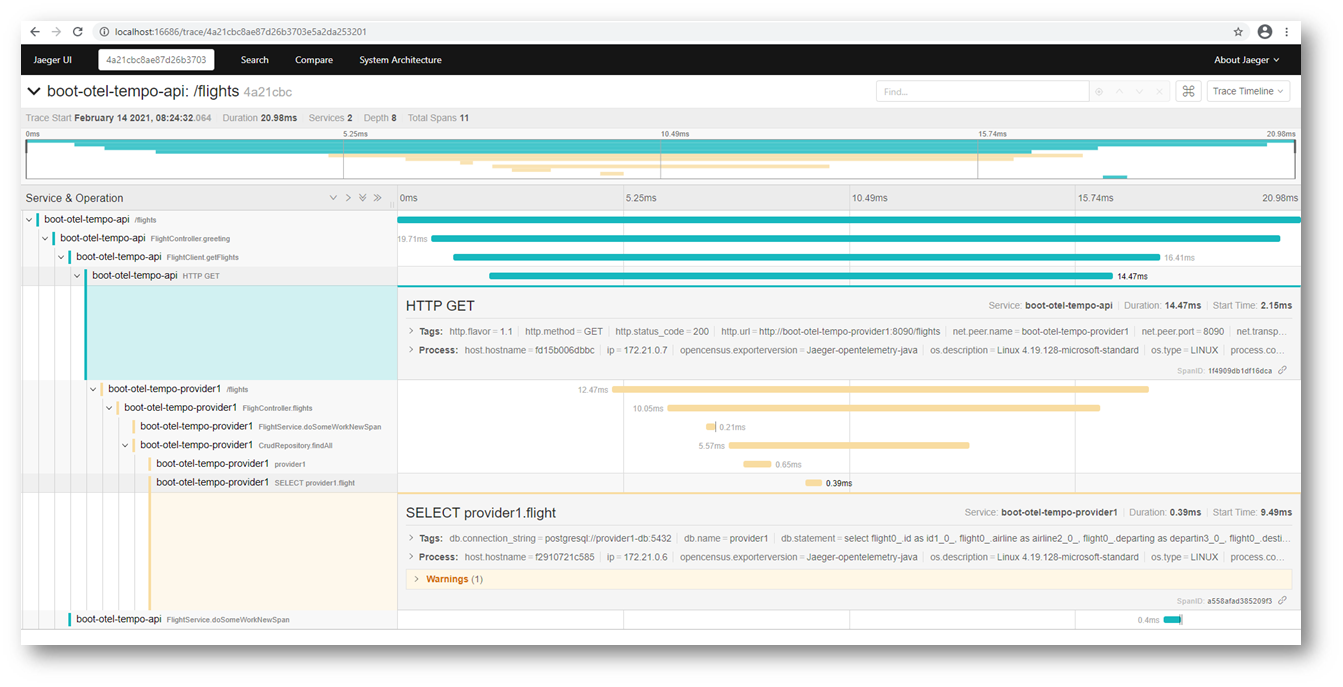 localhost:16686/trace/4a21cbc8ae87d26b3703e5a2da253201
Jaeger UI 4a21cbc8ae87d26b3703 Search Compare System Architecture About Jaeger
boot-otel-tempo-api: /flights 4a21cbc Find... Trace Timeline
Trace Start February 14 2021, 08:24:32.064 Duration 20.98ms Services 2 Depth 8 Total Spans 11
0ms 5.25ms 10.49ms 15.74ms 20.98ms
Service & Operation 0ms 5.25ms 10.49ms 15.74ms 20.98ms
boot-otel-tempo-api /flights
boot-otel-tempo-api FlightController.greeting 19.71ms
boot-otel-tempo-api FlightClient.getFlights 16.41ms
boot-otel-tempo-api HTTP GET 14.47ms
HTTP GET Service: boot-otel-tempo-api Duration: 14.47ms Start Time: 2.15ms
Tags: http.flavor = 1.1 http.method = GET http.status_code = 200 http.url = http://boot-otel-tempo-provider1:8090/flights net.peer.name = boot-otel-tempo-provider1 net.peer.port = 8090 net.transp...
Process: host.hostname = fd15b006dbbc ip = 172.21.0.7 opencensus.exporterversion = Jaeger-opentelemetry-java os.description = Linux 4.19.128-microsoft-standard os.type = LINUX process.co...
SpanID: 1f4909db1df16dca
boot-otel-tempo-provider1 /flights 12.47ms
boot-otel-tempo-provider1 FlighController.flights 10.05ms
boot-otel-tempo-provider1 FlightService.doSomeWorkNewSpan 0.21ms
boot-otel-tempo-provider1 CrudRepository.findAll 5.57ms
boot-otel-tempo-provider1 provider1 0.65ms
boot-otel-tempo-provider1 SELECT provider1.flight 0.39ms
SELECT provider1.flight Service: boot-otel-tempo-provider1 Duration: 0.39ms Start Time: 9.49ms
Tags: db.connection_string = postgresql://provider1-db:5432 db.name = provider1 db.statement = select flight0_.id as id1_0_, flight0_.airline as airline2_0_, flight0_.departing as departin3_0_, flight0_.desti...
Process: host.hostname = f2910721c585 ip = 172.21.0.6 opencensus.exporterversion = Jaeger-opentelemetry-java os.description = Linux 4.19.128-microsoft-standard os.type = LINUX process.co...
Warnings (1)
SpanID: a558afad385209f3
boot-otel-tempo-api FlightService.doSomeWorkNewSpan 0.4ms